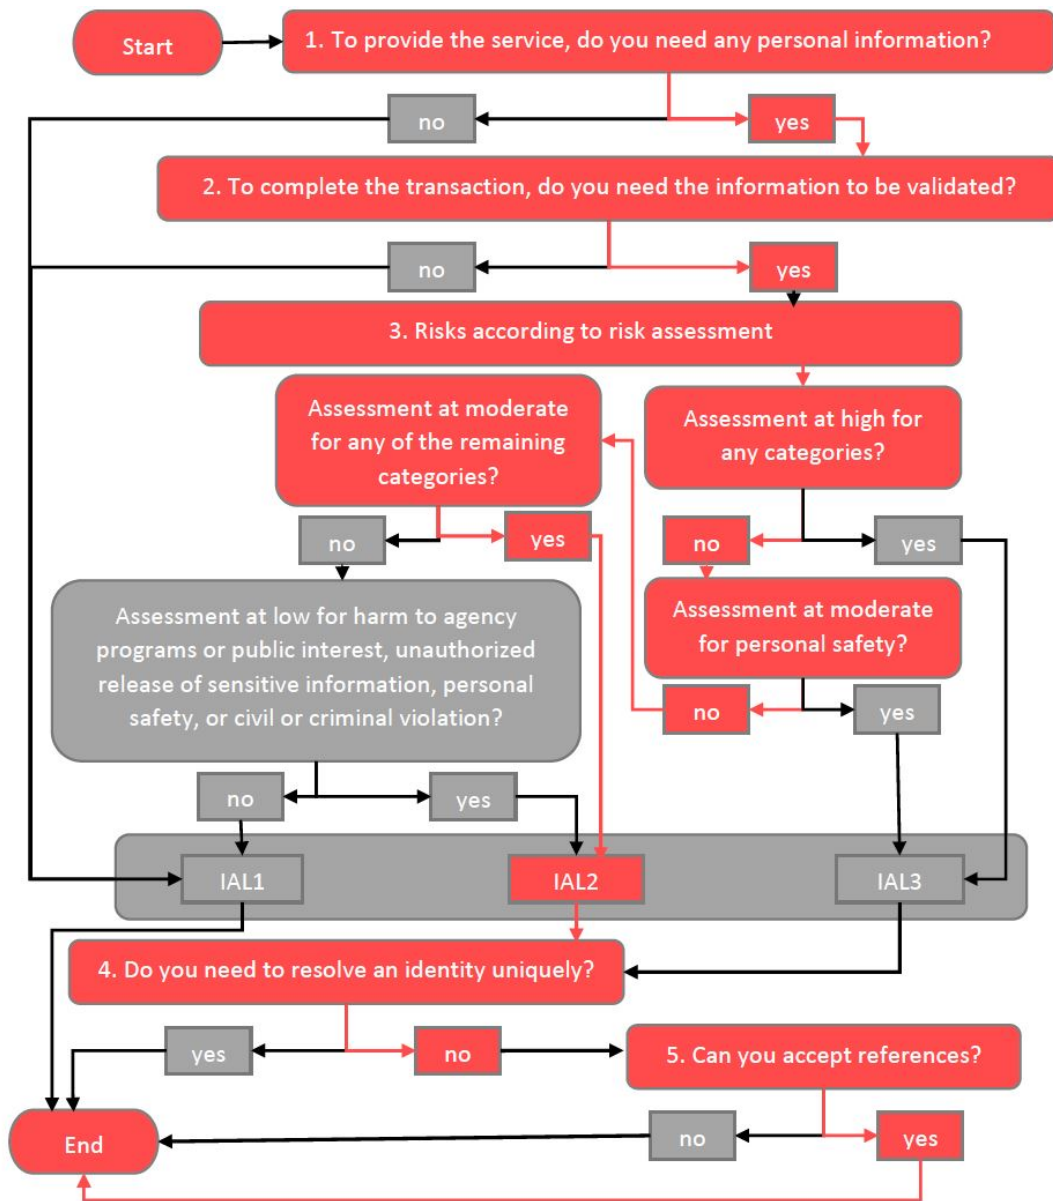 Start
1. To provide the service, do you need any personal information?
no
yes
2. To complete the transaction, do you need the information to be validated?
no
yes
3. Risks according to risk assessment
Assessment at moderate
for any of the remaining
categories?
Assessment at high for
any categories?
no
yes
no
yes
Assessment at low for harm to agency
programs or public interest, unauthorized
release of sensitive information, personal
safety, or civil or criminal violation?
Assessment at moderate
for personal safety?
no
yes
no
yes
IAL1
IAL2
IAL3
4. Do you need to resolve an identity uniquely?
yes
no
5. Can you accept references?
no
yes
End